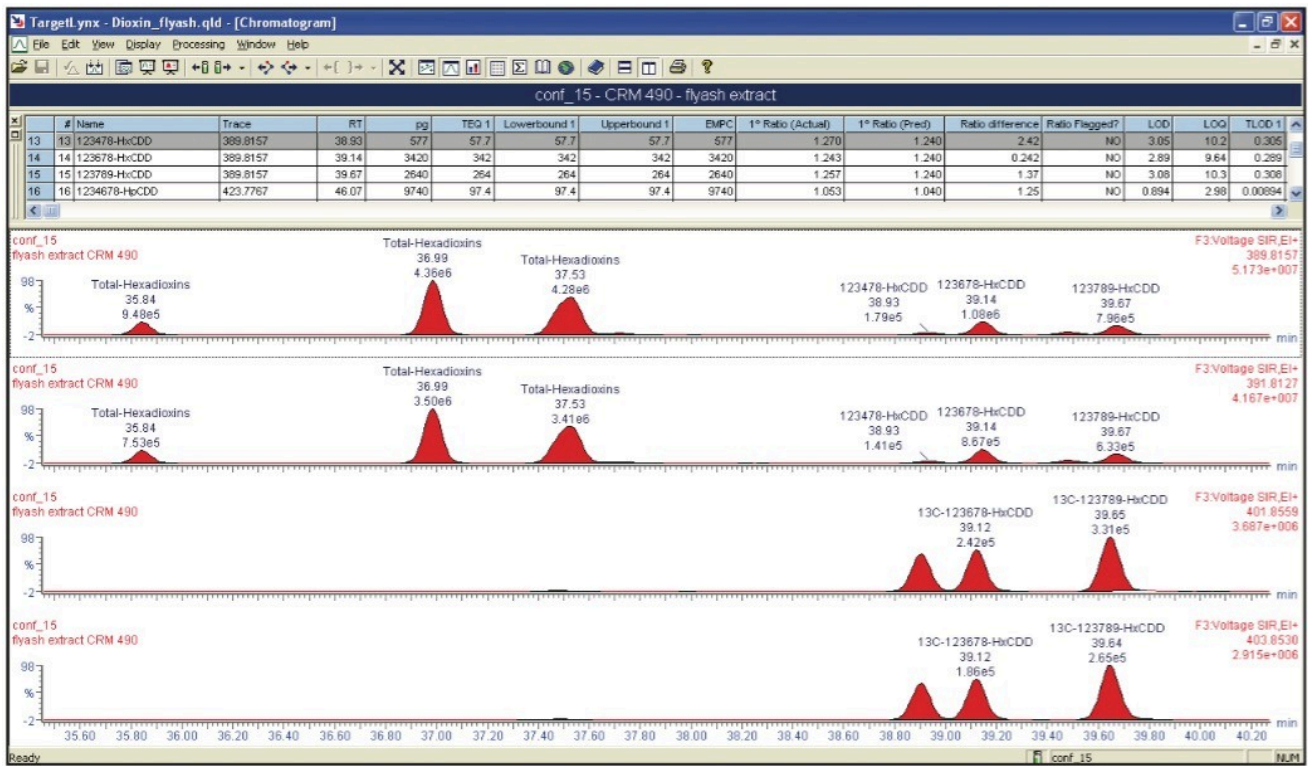 TargetLynx - Dioxin_flyash.qld - [Chromatogram]
File Edit View Display Processing Window Help
conf_15 - CRM 490 - flyash extract
# Name Trace RT pg TEQ 1 Lowerbound 1 Upperbound 1 EMPC 1° Ratio (Actual) 1° Ratio (Pred) Ratio difference Ratio Flagged? LOD LOQ TLOD 1
13 13 123478-HxCDD 389.8157 38.93 577 57.7 57.7 57.7 577 1.270 1.240 2.42 NO 3.05 10.2 0.305
14 14 123678-HxCDD 389.8157 39.14 3420 342 342 342 3420 1.243 1.240 0.242 NO 2.89 9.64 0.289
15 15 123789-HxCDD 389.8157 39.67 2640 264 264 264 2640 1.257 1.240 1.37 NO 3.08 10.3 0.308
16 16 1234678-HpCDD 423.7767 46.07 9740 97.4 97.4 97.4 9740 1.053 1.040 1.25 NO 0.894 2.98 0.00894
conf_15
flyash extract CRM 490
F3:Voltage SIR,EI+
389.8157
5.173e+007
98
%
-2
Total-Hexadioxins
35.84
9.48e5
Total-Hexadioxins
36.99
4.36e6
Total-Hexadioxins
37.53
4.28e6
123478-HxCDD
38.93
1.79e5
123678-HxCDD
39.14
1.08e6
123789-HxCDD
39.67
7.96e5
min
conf_15
flyash extract CRM 490
F3:Voltage SIR,EI+
391.8127
4.167e+007
98
%
-2
Total-Hexadioxins
35.84
7.53e5
Total-Hexadioxins
36.99
3.50e6
Total-Hexadioxins
37.53
3.41e6
123478-HxCDD
38.93
1.41e5
123678-HxCDD
39.14
8.67e5
123789-HxCDD
39.67
6.33e5
min
conf_15
flyash extract CRM 490
F3:Voltage SIR,EI+
401.8559
3.687e+006
98
%
-2
13C-123678-HxCDD
39.12
2.42e5
13C-123789-HxCDD
39.65
3.31e5
min
conf_15
flyash extract CRM 490
F3:Voltage SIR,EI+
403.8530
2.915e+006
98
%
-2
13C-123678-HxCDD
39.12
1.86e5
13C-123789-HxCDD
39.64
2.65e5
min
35.60 35.80 36.00 36.20 36.40 36.60 36.80 37.00 37.20 37.40 37.60 37.80 38.00 38.20 38.40 38.60 38.80 39.00 39.20 39.40 39.60 39.80 40.00 40.20
Ready conf_15 NUM